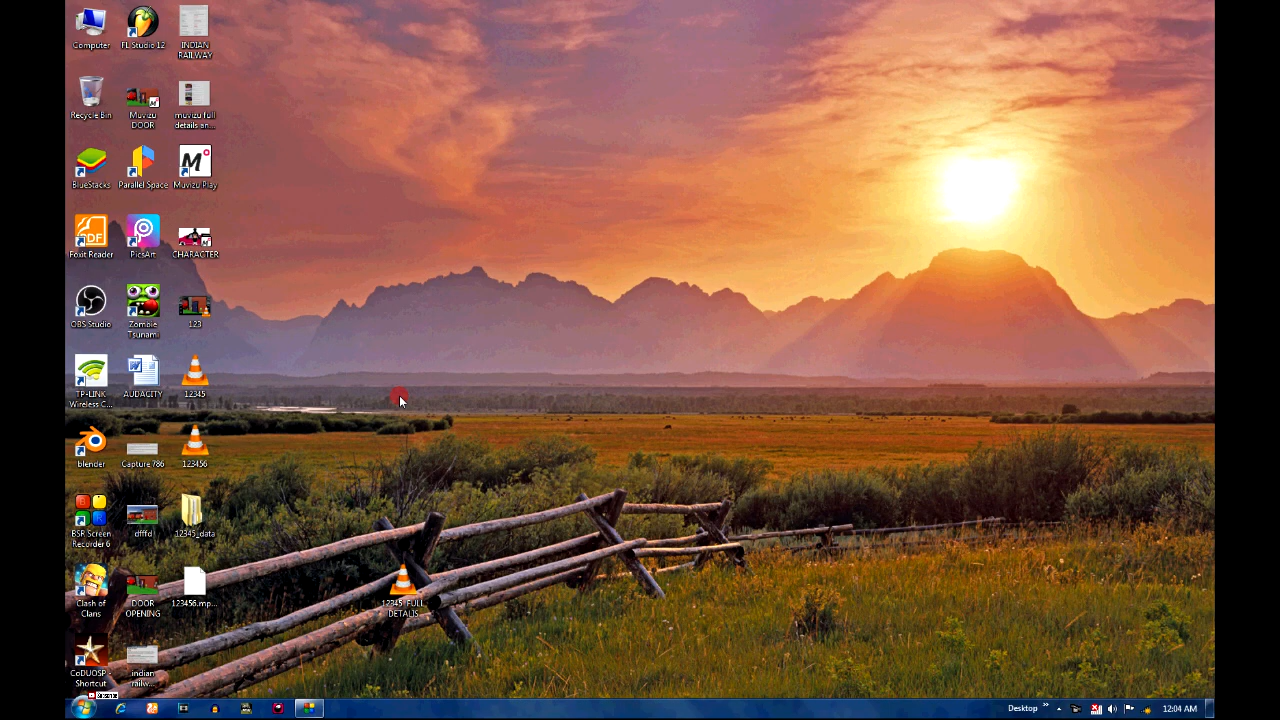 Computer
FL Studio 12
INDIAN
RAILWAY
Recycle Bin
Muvizu
DOOR
muvizu full
details an...
BlueStacks
Parallel Space
Muvizu Play
Foxit Reader
PicsArt
CHARACTER
OBS Studio
Zombie
Tsunami
123
TP-LINK
Wireless C...
AUDACITY
12345
blender
Capture 786
123456
BSR Screen
Recorder 6
dfffd
12345_data
Clash of
Clans
DOOR
OPENING
123456.mp...
12345 FULL
DETALIS
CoDUOSP -
Shortcut
indian
railw...
Desktop
12:04 AM